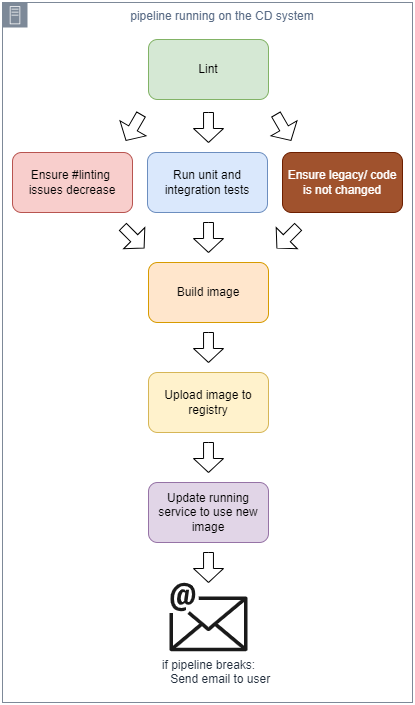 pipeline running on the CD system
Lint
Ensure #linting
issues decrease
Run unit and
integration tests
Ensure legacy/ code
is not changed
Build image
Upload image to
registry
Update running
service to use new
image
@
if pipeline breaks:
Send email to user